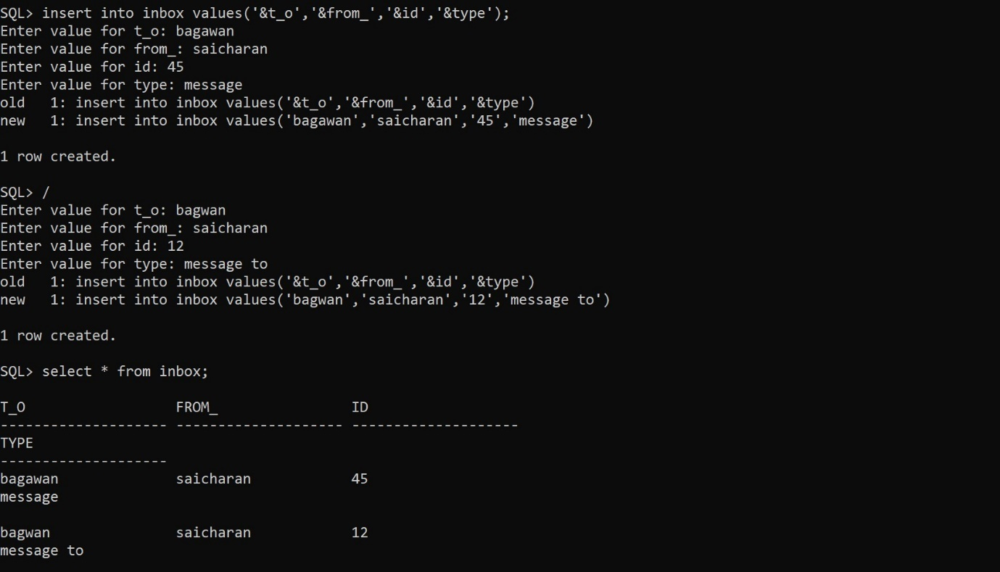 SQL> insert into inbox values('&t_o','&from_','&id','&type');
Enter value for t_o: bagawan
Enter value for from_: saicharan
Enter value for id: 45
Enter value for type: message
old   1: insert into inbox values('&t_o','&from_','&id','&type')
new   1: insert into inbox values('bagawan','saicharan','45','message')

1 row created.

SQL> /
Enter value for t_o: bagwan
Enter value for from_: saicharan
Enter value for id: 12
Enter value for type: message to
old   1: insert into inbox values('&t_o','&from_','&id','&type')
new   1: insert into inbox values('bagwan','saicharan','12','message to')

1 row created.

SQL> select * from inbox;

T_O                  FROM_                ID
-------------------- -------------------- --------------------
TYPE
--------------------
bagawan              saicharan            45
message

bagwan               saicharan            12
message to